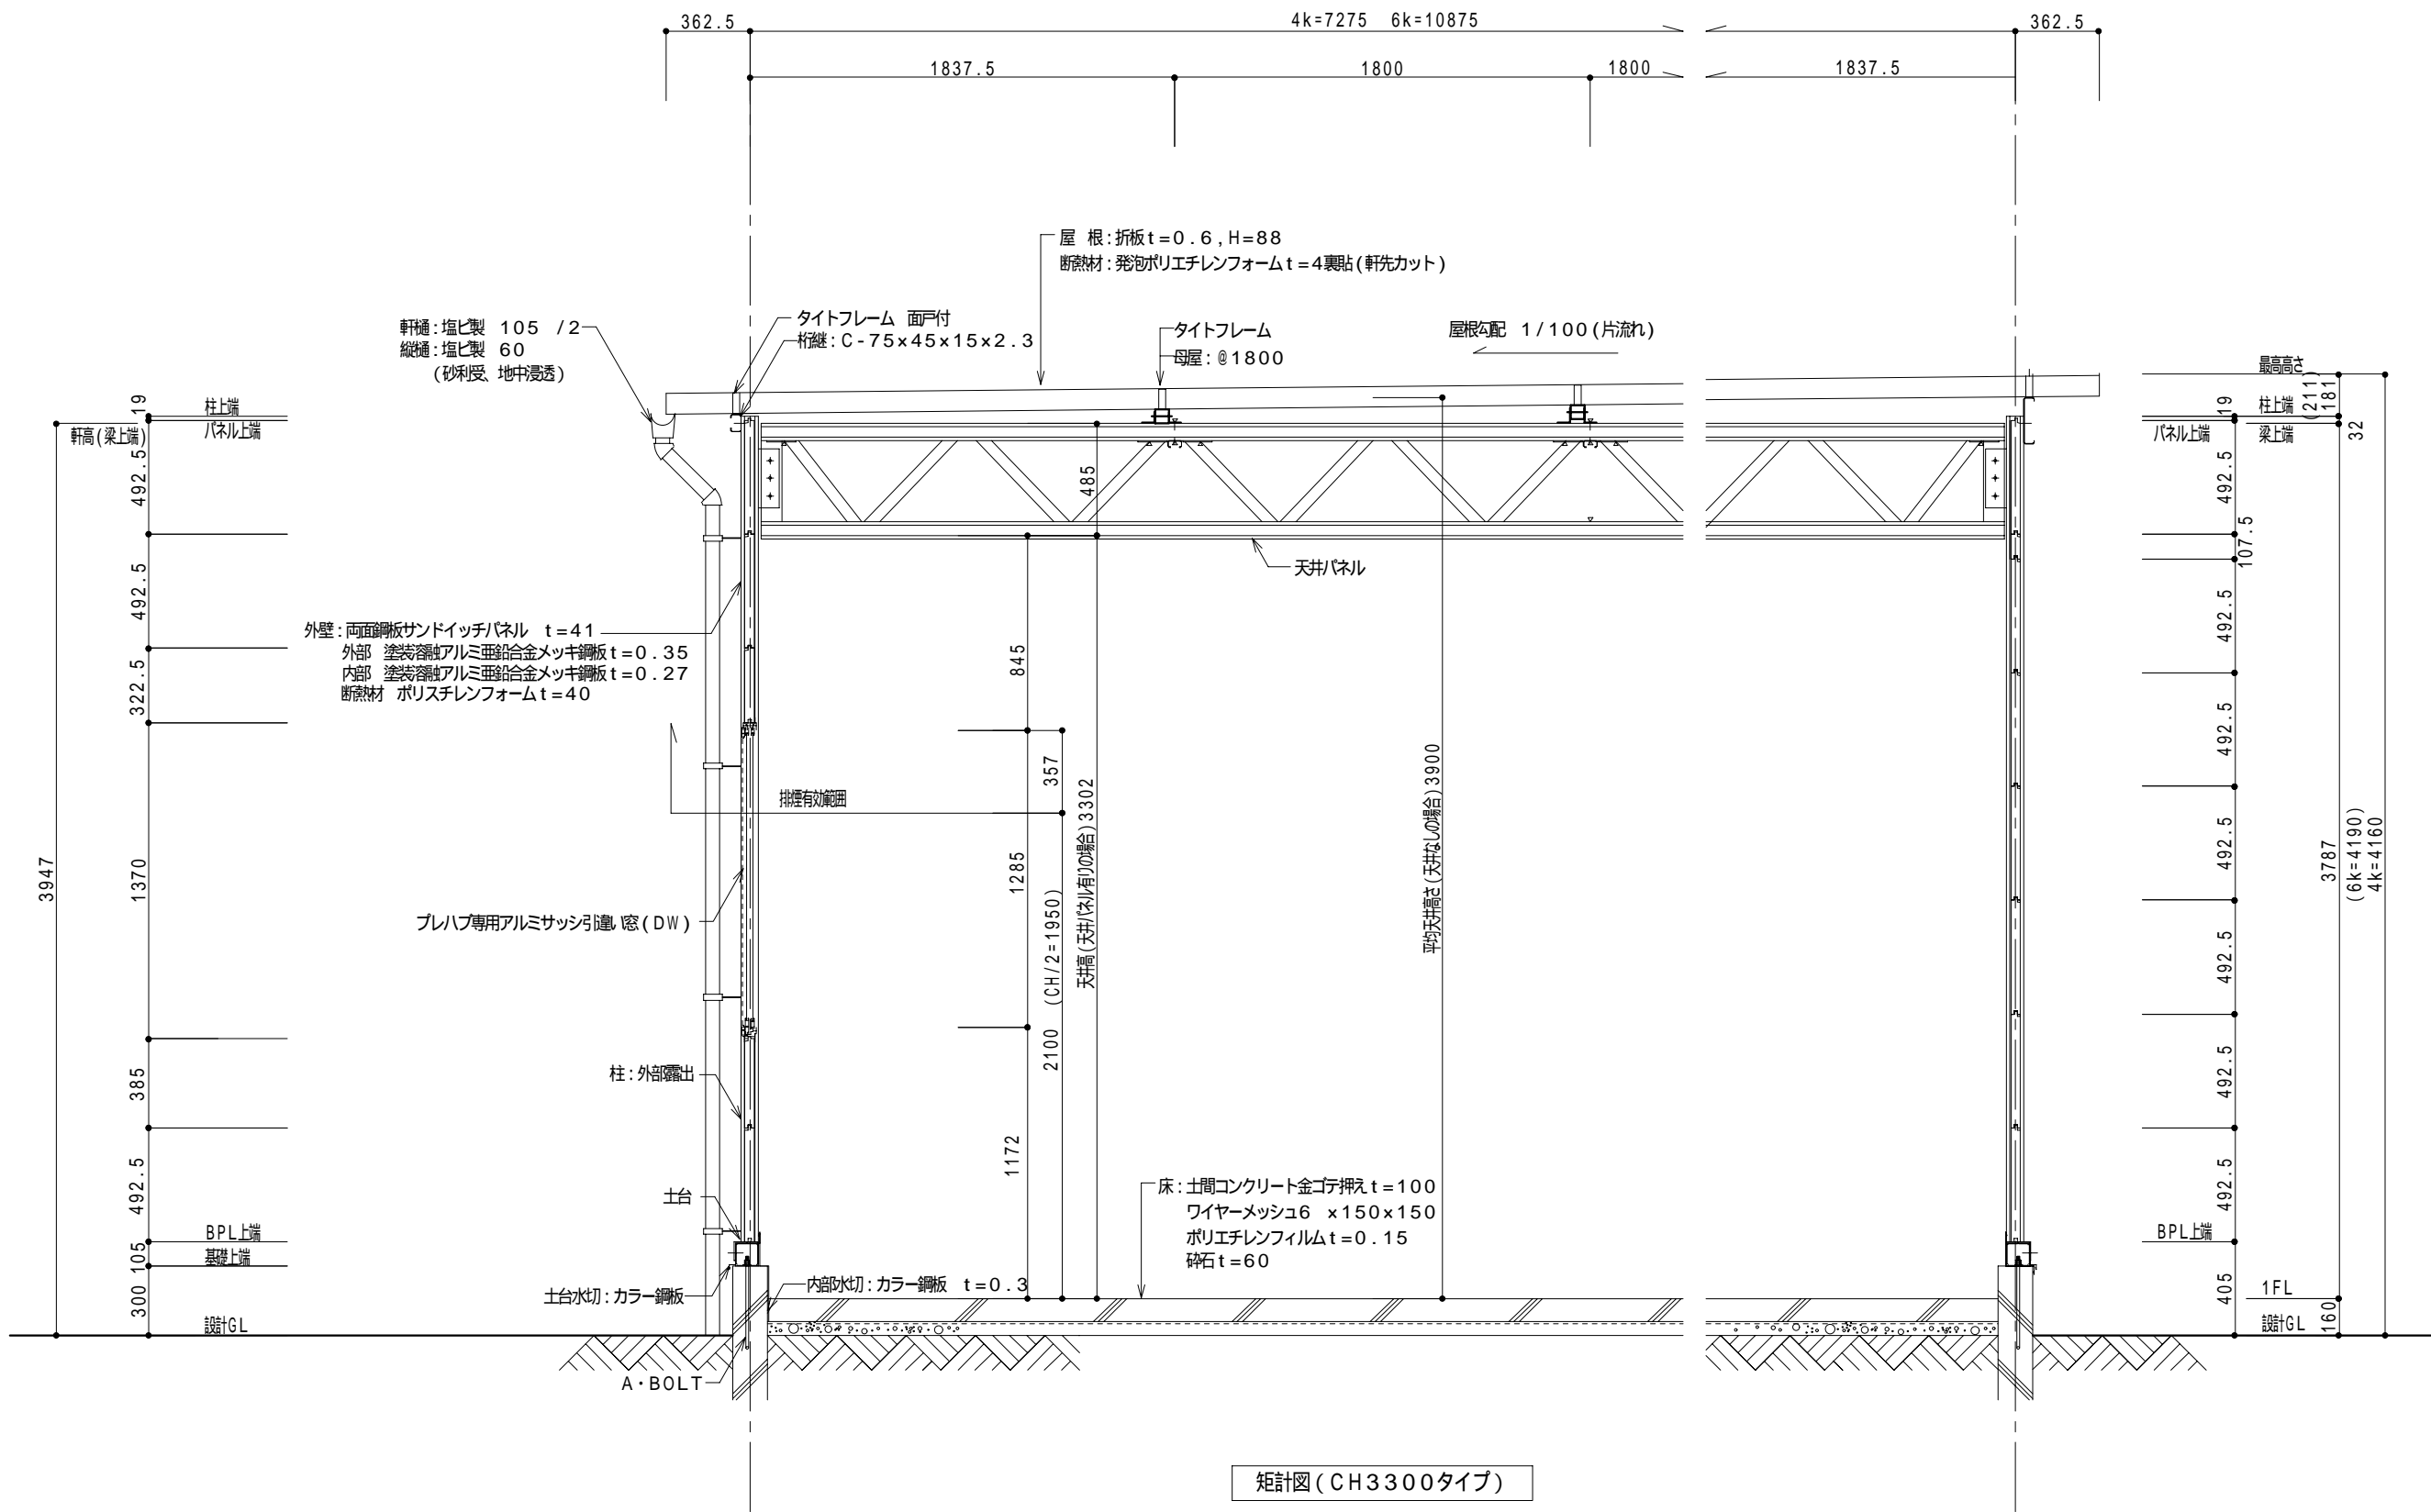 362.5
4k=7275 6k=10875
362.5
1837.5
1800
1800
1837.5
屋 根:折板t=0.6,H=88
断熱材:発泡ポリエチレンフォームt=4裏貼(軒先カット)
軒樋:塩ビ製 105 /2
縦樋:塩ビ製 60
(砂利受、地中浸透)
タイトフレーム 面戸付
桁継:C-75x45x15x2.3
タイトフレーム
母屋:@1800
屋根勾配 1/100(片流れ)
最高高さ
柱上端
梁上端
パネル上端
柱上端
パネル上端
軒高(梁上端)
19
492.5
492.5
322.5
1370
385
492.5
105
300
3947
BPL上端
基礎上端
設計GL
外壁:両面鋼板サンドイッチパネル t=41
外部 塗装溶融アルミ亜鉛合金メッキ鋼板t=0.35
内部 塗装溶融アルミ亜鉛合金メッキ鋼板t=0.27
断熱材 ポリスチレンフォームt=40
排煙有効範囲
プレハブ専用アルミサッシ引違い窓(DW)
柱:外部露出
土台
土台水切:カラー鋼板
内部水切:カラー鋼板 t=0.3
A・BOLT
天井パネル
485
845
357
1285
1172
2100 (CH/2=1950)
天井高(天井パネル有りの場合)3302
平均天井高さ(天井なしの場合)3900
床:土間コンクリート金ゴテ押えt=100
ワイヤーメッシュ6 x150x150
ポリエチレンフィルムt=0.15
砕石t=60
19
492.5
107.5
492.5
492.5
492.5
492.5
492.5
492.5
405
(211)
181
32
3787
160
(6k=4190)
4k=4160
BPL上端
1FL
設計GL
矩計図(CH3300タイプ)